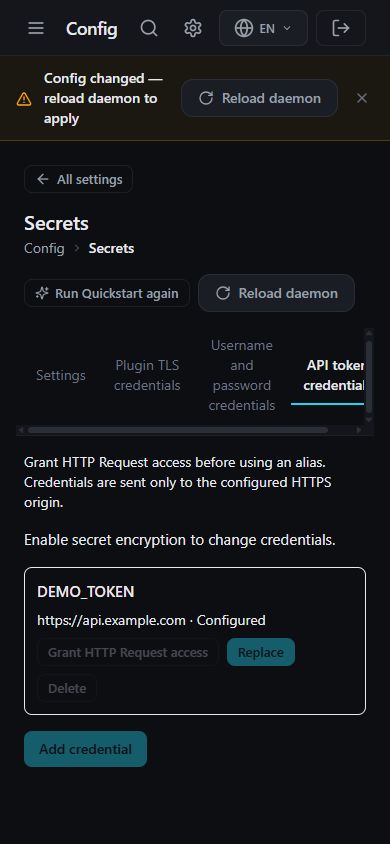 Config
EN
Config changed —
reload daemon to
apply
Reload daemon
All settings
Secrets
Config > Secrets
Run Quickstart again
Reload daemon
Settings
Plugin TLS
credentials
Username
and
password
credentials
API token
credential
Grant HTTP Request access before using an alias.
Credentials are sent only to the configured HTTPS
origin.
Enable secret encryption to change credentials.
DEMO_TOKEN
https://api.example.com · Configured
Grant HTTP Request access
Replace
Delete
Add credential